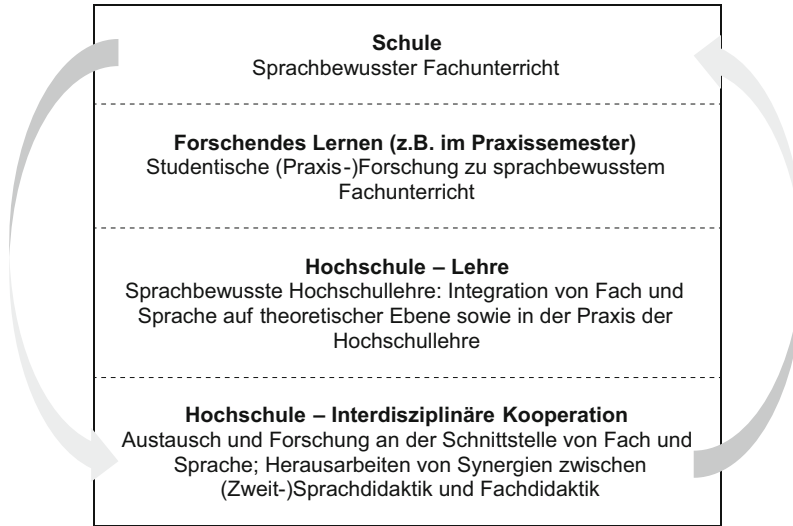 Schule
Sprachbewusster Fachunterricht
Forschendes Lernen (z.B. im Praxissemester)
Studentische (Praxis-)Forschung zu sprachbewusstem
Fachunterricht
Hochschule – Lehre
Sprachbewusste Hochschullehre: Integration von Fach und
Sprache auf theoretischer Ebene sowie in der Praxis der
Hochschullehre
Hochschule – Interdisziplinäre Kooperation
Austausch und Forschung an der Schnittstelle von Fach und
Sprache; Herausarbeiten von Synergien zwischen
(Zweit-)Sprachdidaktik und Fachdidaktik